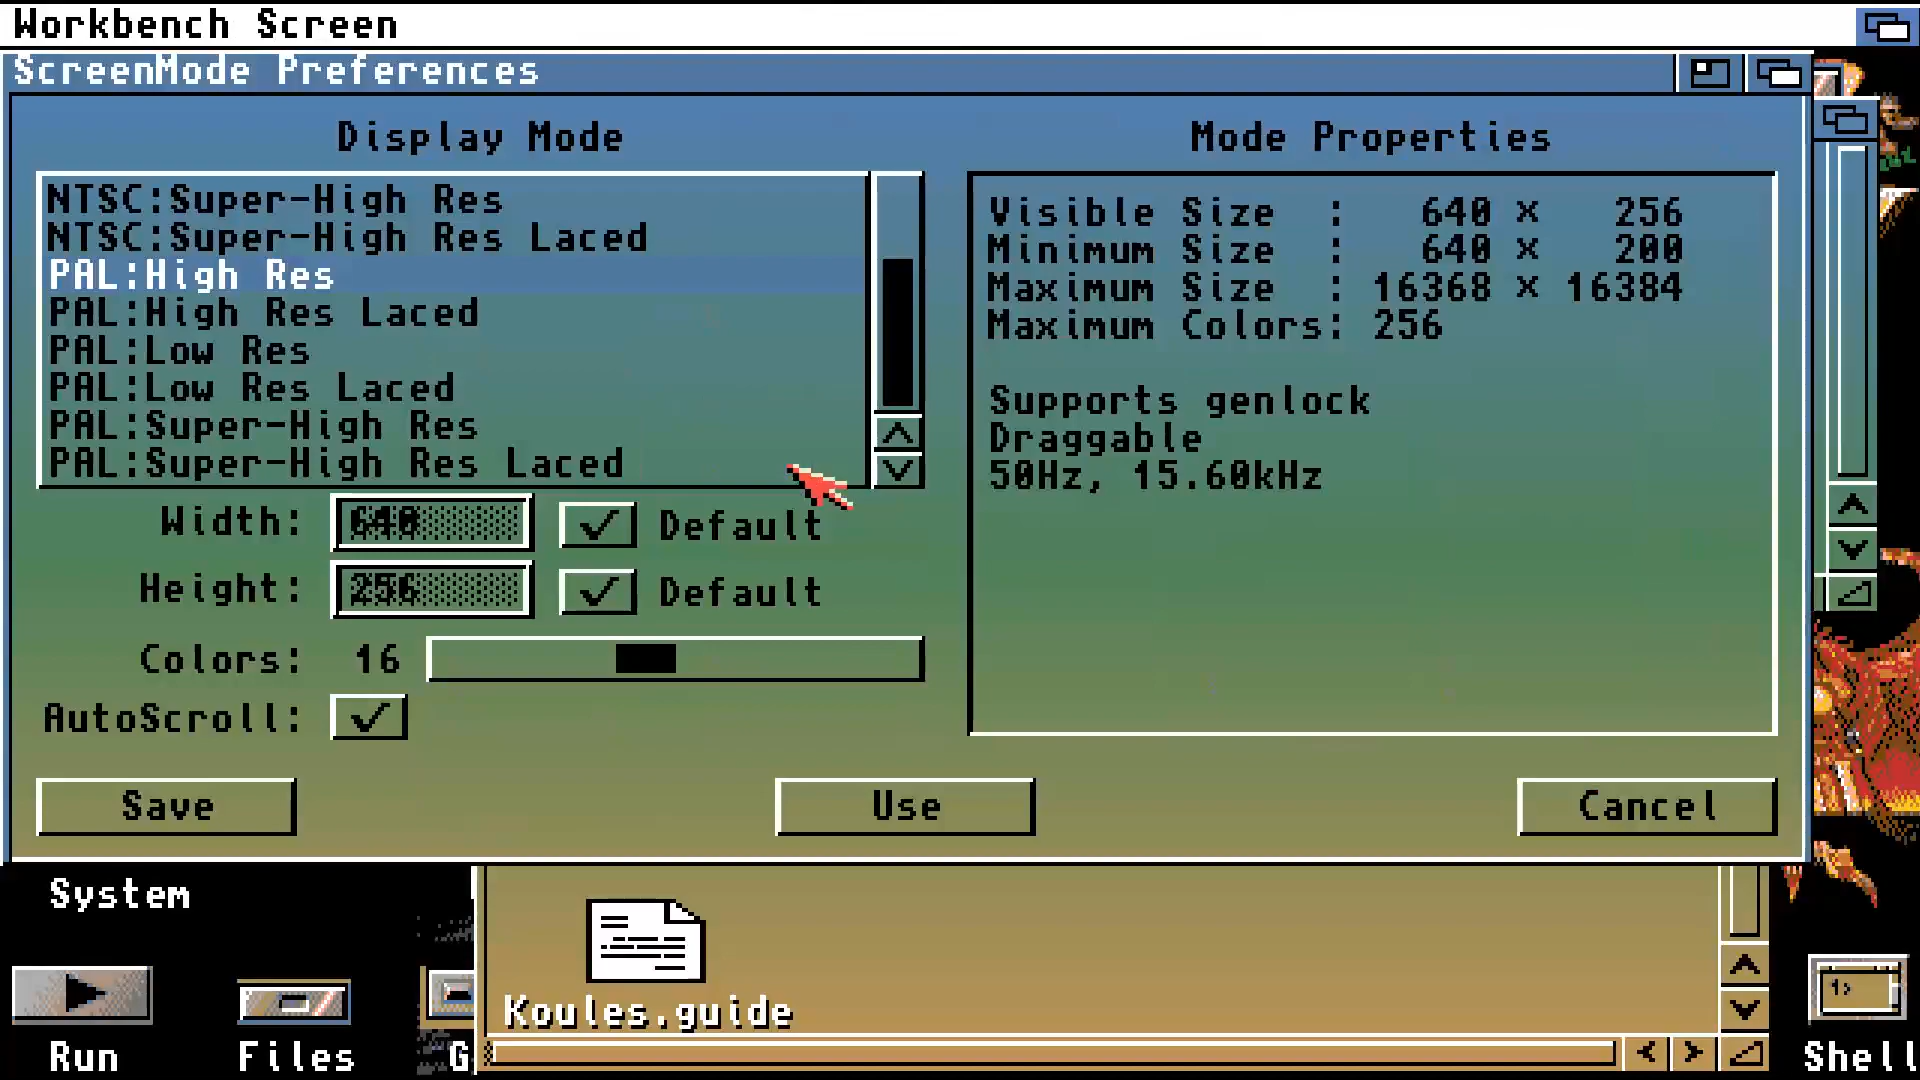 Workbench Screen
ScreenMode Preferences
Display Mode
NTSC:Super-High Res
NTSC:Super-High Res Laced
PAL:High Res
PAL:High Res Laced
PAL:Low Res
PAL:Low Res Laced
PAL:Super-High Res
PAL:Super-High Res Laced
Width: 640 Default
Height: 256 Default
Colors: 16
AutoScroll:
Mode Properties
Visible Size : 640 × 256
Minimum Size : 640 × 200
Maximum Size : 16368 × 16384
Maximum Colors: 256
Supports genlock
Draggable
50Hz, 15.60kHz
Save
Use
Cancel
System
Koules.guide
1>
Run
Files
G
Shell